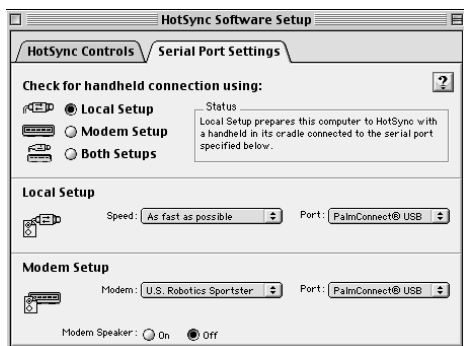 HotSync Software Setup
HotSync Controls
Serial Port Settings
Check for handheld connection using:
?
Local Setup
Modem Setup
Both Setups
Status
Local Setup prepares this computer to HotSync with
a handheld in its cradle connected to the serial port
specified below.
Local Setup
Speed: As fast as possible
Port: PalmConnect® USB
Modem Setup
Modem: U.S. Robotics Sportster
Port: PalmConnect® USB
Modem Speaker: On Off